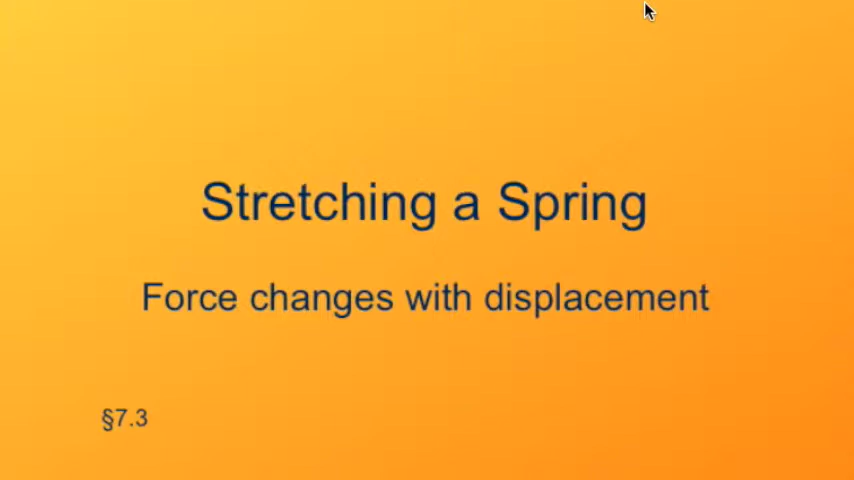 Stretching a Spring
Force changes with displacement
§7.3